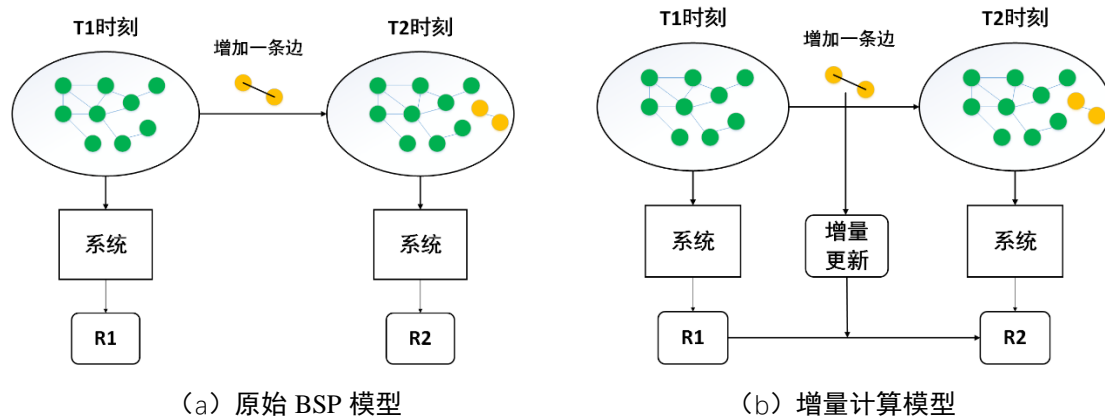 T1时刻
增加一条边
T2时刻
系统
系统
R1
R2
（a）原始 BSP 模型
T1时刻
增加一条边
T2时刻
系统
增量
更新
系统
R1
R2
（b）增量计算模型